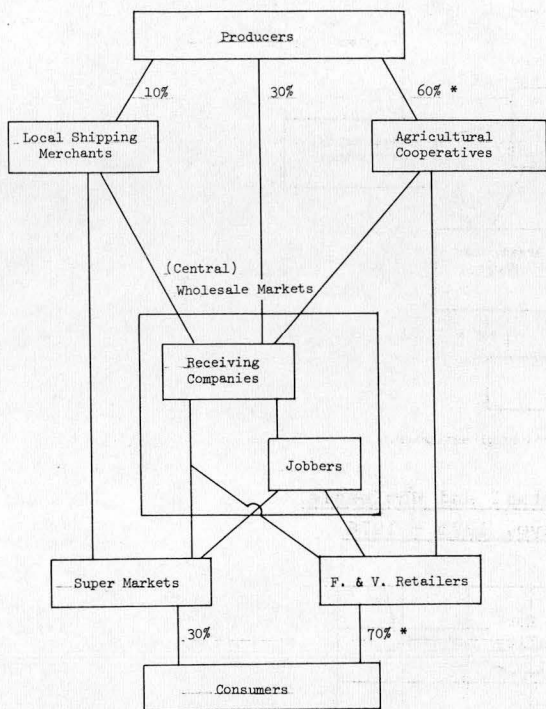 Producers
10%
30%
60% *
Local Shipping
Merchants
Agricultural
Cooperatives
(Central)
Wholesale Markets
Receiving
Companies
Jobbers
Super Markets
F. & V. Retailers
30%
70% *
Consumers